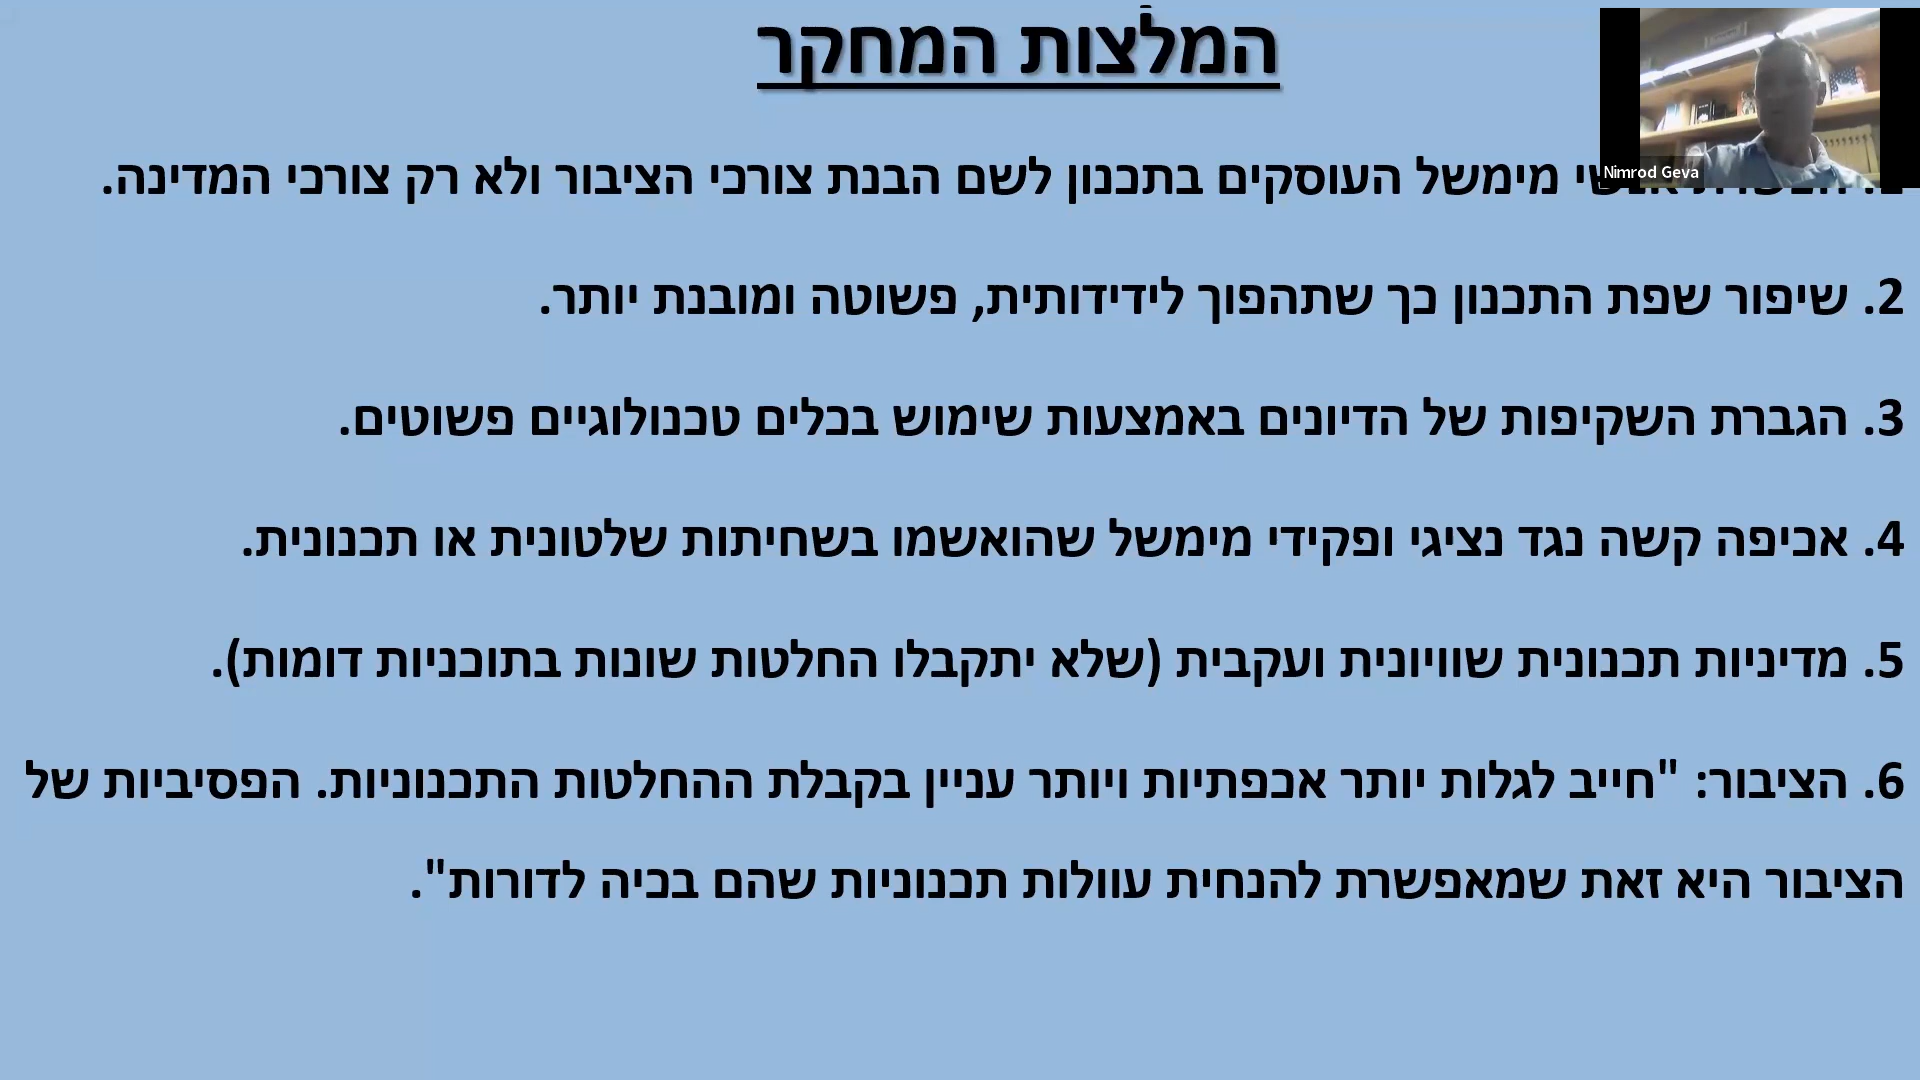 המלצות המחקר
Nimrod Geva
מימשל העוסקים בתכנון לשם הבנת צורכי הציבור ולא רק צורכי המדינה.
2. שיפור שפת התכנון כך שתהפוך לידידותית, פשוטה ומובנת יותר.
3. הגברת השקיפות של הדיונים באמצעות שימוש בכלים טכנולוגיים פשוטים.
4. אכיפה קשה נגד נציגי ופקידי מימשל שהואשמו בשחיתות שלטונית או תכנונית.
5. מדיניות תכנונית שוויונית ועקבית (שלא יתקבלו החלטות שונות בתוכניות דומות).
6. הציבור: "חייב לגלות יותר אכפתיות ויותר עניין בקבלת ההחלטות התכנוניות. הפסיביות של
הציבור היא זאת שמאפשרת להנחית עוולות תכנוניות שהם בכיה לדורות".